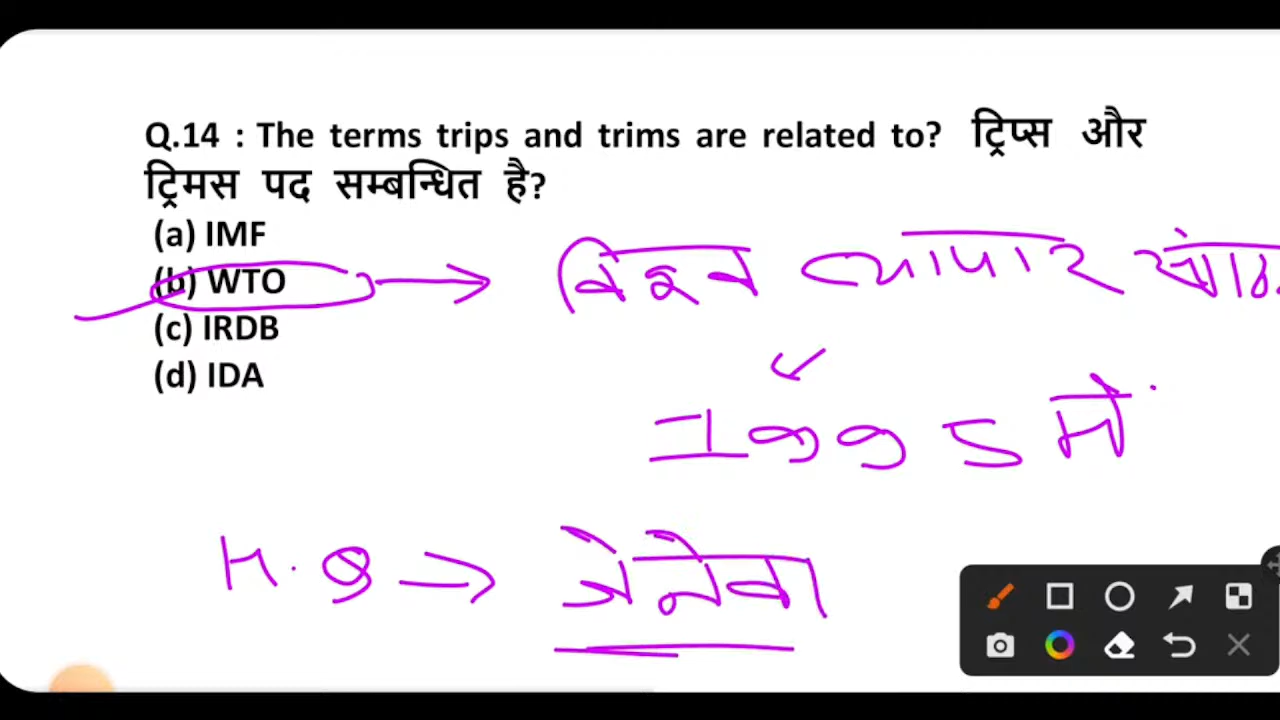 Q.14 : The terms trips and trims are related to? ट्रिप्स और
ट्रिमस पद सम्बन्धित है?
(a) IMF
(b) WTO
विश्व व्यापार
(c) IRDB
(d) IDA
1995 में
H.Q → जेनेवा